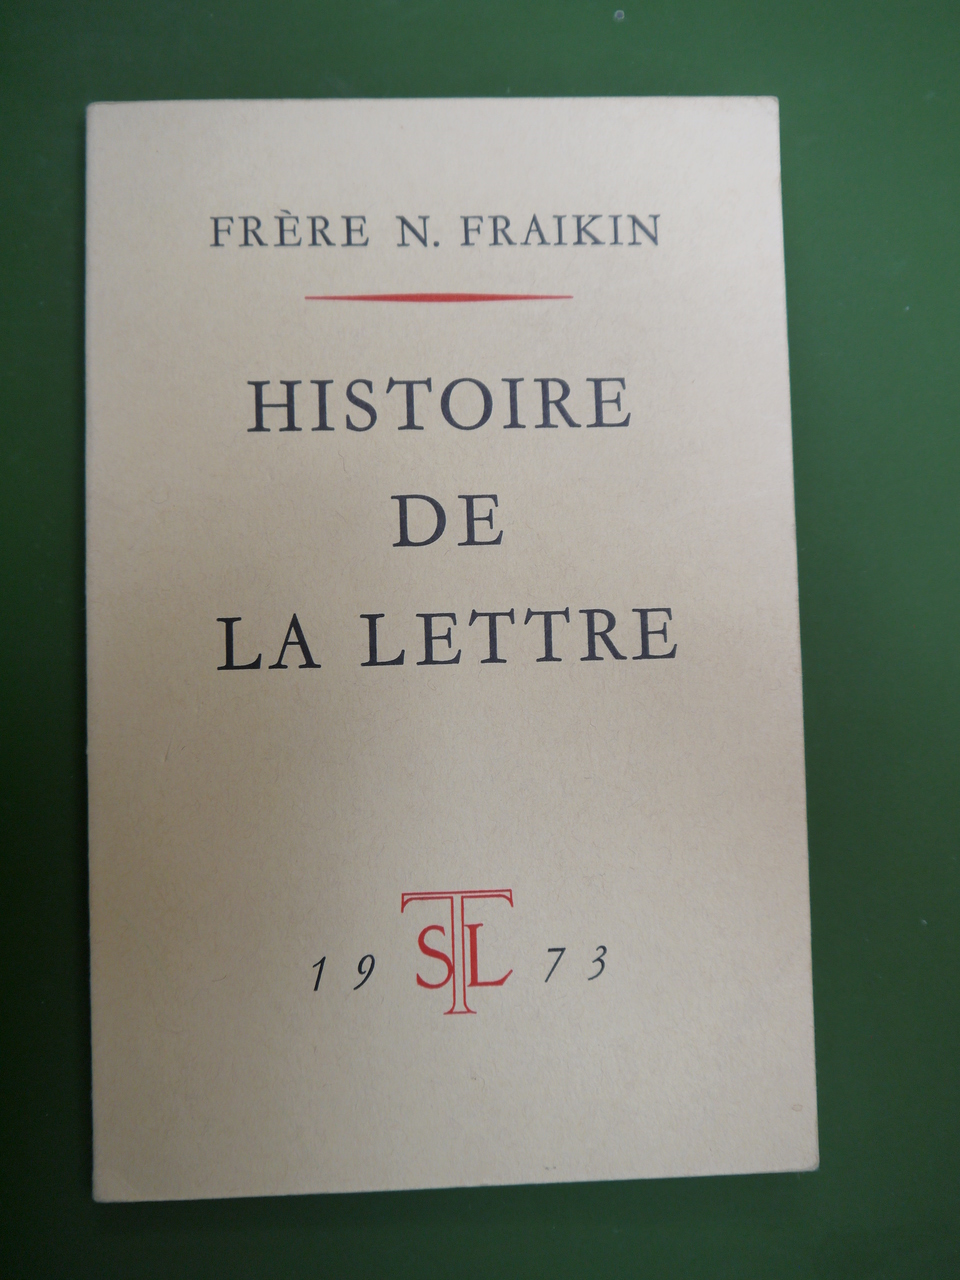 FRÈRE N. FRAIKIN
HISTOIRE
DE
LA LETTRE
19 STL 73